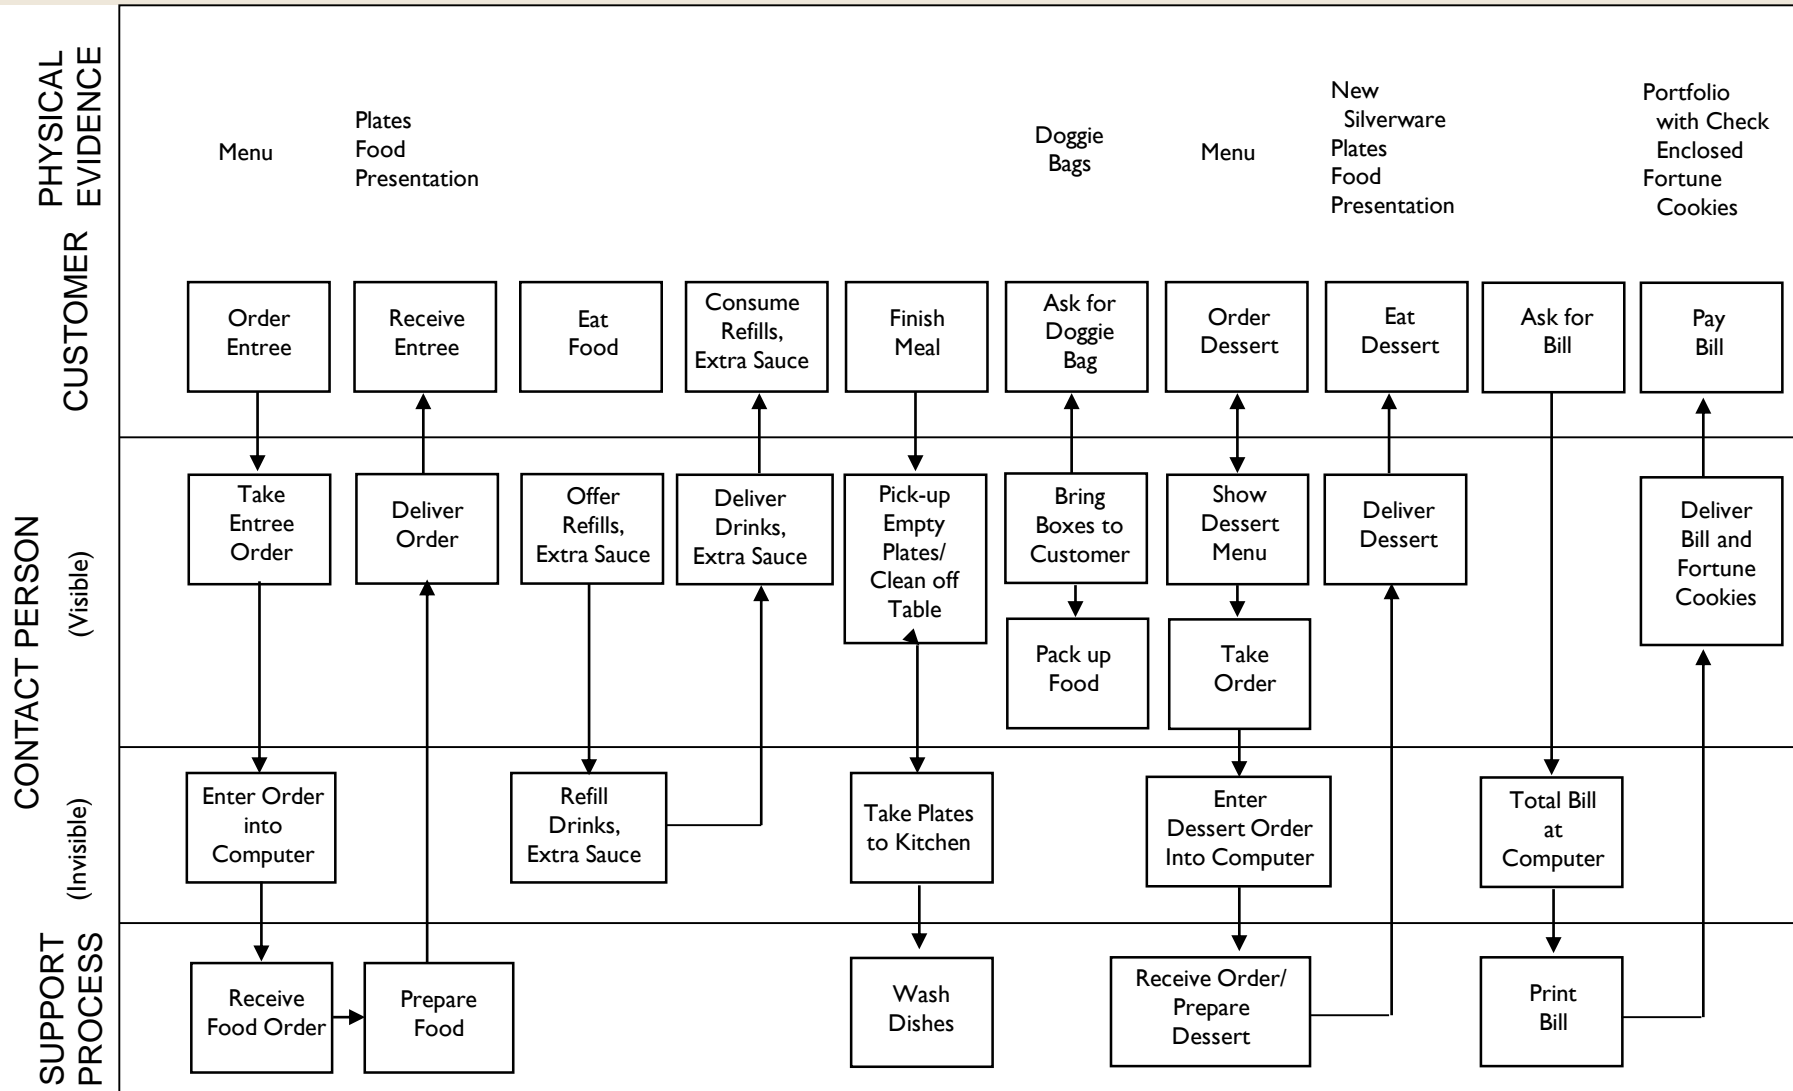 PHYSICAL
EVIDENCE
Menu
Plates
Food
Presentation
Doggie
Bags
Menu
New
Silverware
Plates
Food
Presentation
Portfolio
with Check
Enclosed
Fortune
Cookies
CUSTOMER
Order
Entree
Receive
Entree
Eat
Food
Consume
Refills,
Extra Sauce
Finish
Meal
Ask for
Doggie
Bag
Order
Dessert
Eat
Dessert
Ask for
Bill
Pay
Bill
CONTACT PERSON
(Visible)
Take
Entree
Order
Deliver
Order
Offer
Refills,
Extra Sauce
Deliver
Drinks,
Extra Sauce
Pick-up
Empty
Plates/
Clean off
Table
Bring
Boxes to
Customer
Show
Dessert
Menu
Deliver
Dessert
Deliver
Bill and
Fortune
Cookies
Pack up
Food
Take
Order
(Invisible)
Enter Order
into
Computer
Refill
Drinks,
Extra Sauce
Take Plates
to Kitchen
Enter
Dessert Order
Into Computer
Total Bill
at
Computer
SUPPORT
PROCESS
Receive
Food Order
Prepare
Food
Wash
Dishes
Receive Order/
Prepare
Dessert
Print
Bill